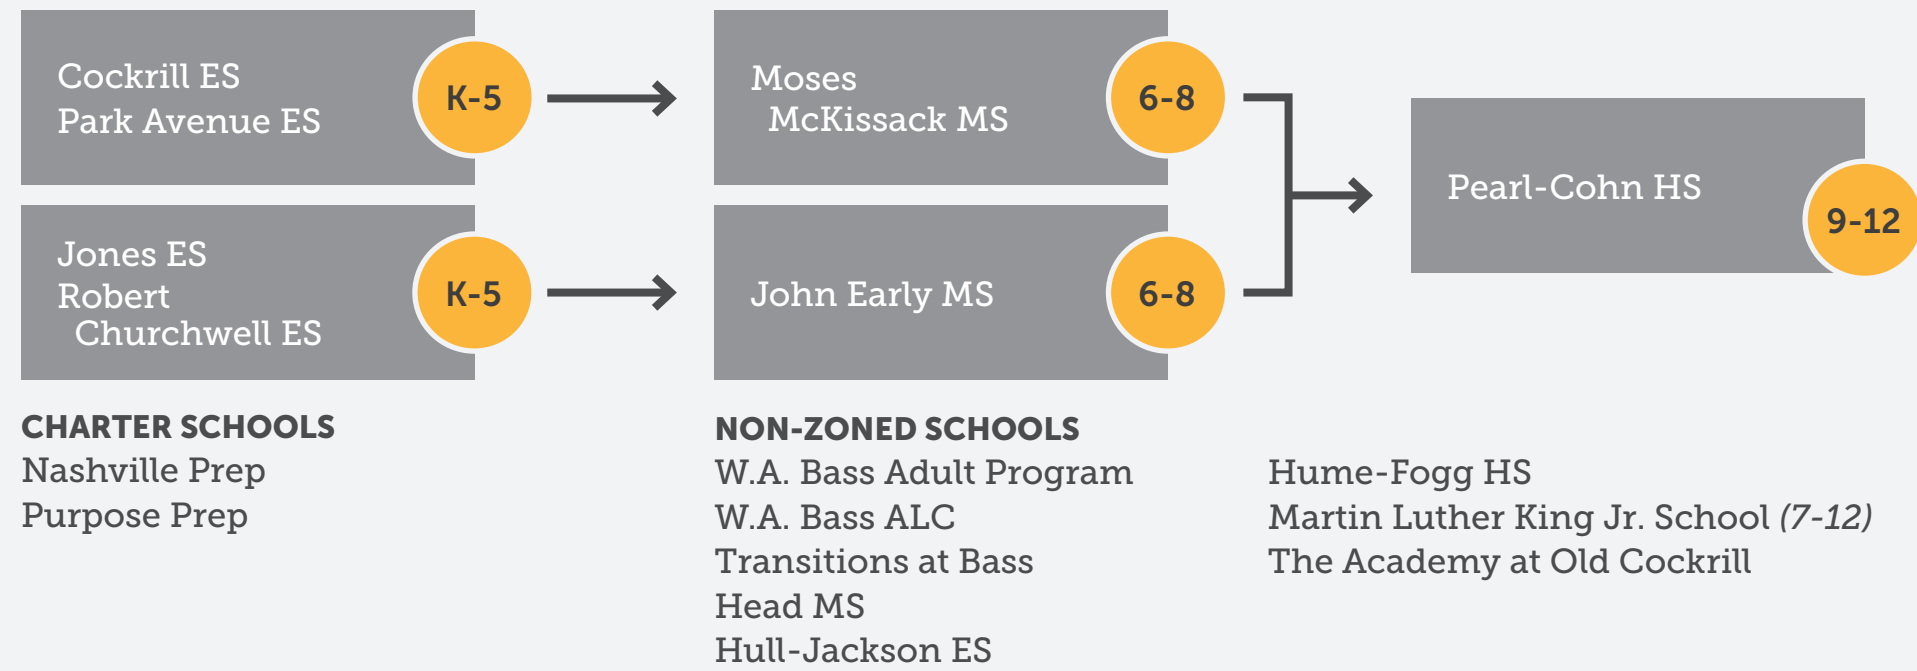 Cockrill ES
Park Avenue ES
K-5
Moses
McKissack MS
6-8
Jones ES
Robert
Churchwell ES
K-5
John Early MS
6-8
Pearl-Cohn HS
9-12
CHARTER SCHOOLS
Nashville Prep
Purpose Prep
NON-ZONED SCHOOLS
W.A. Bass Adult Program
W.A. Bass ALC
Transitions at Bass
Head MS
Hull-Jackson ES
Hume-Fogg HS
Martin Luther King Jr. School (7-12)
The Academy at Old Cockrill